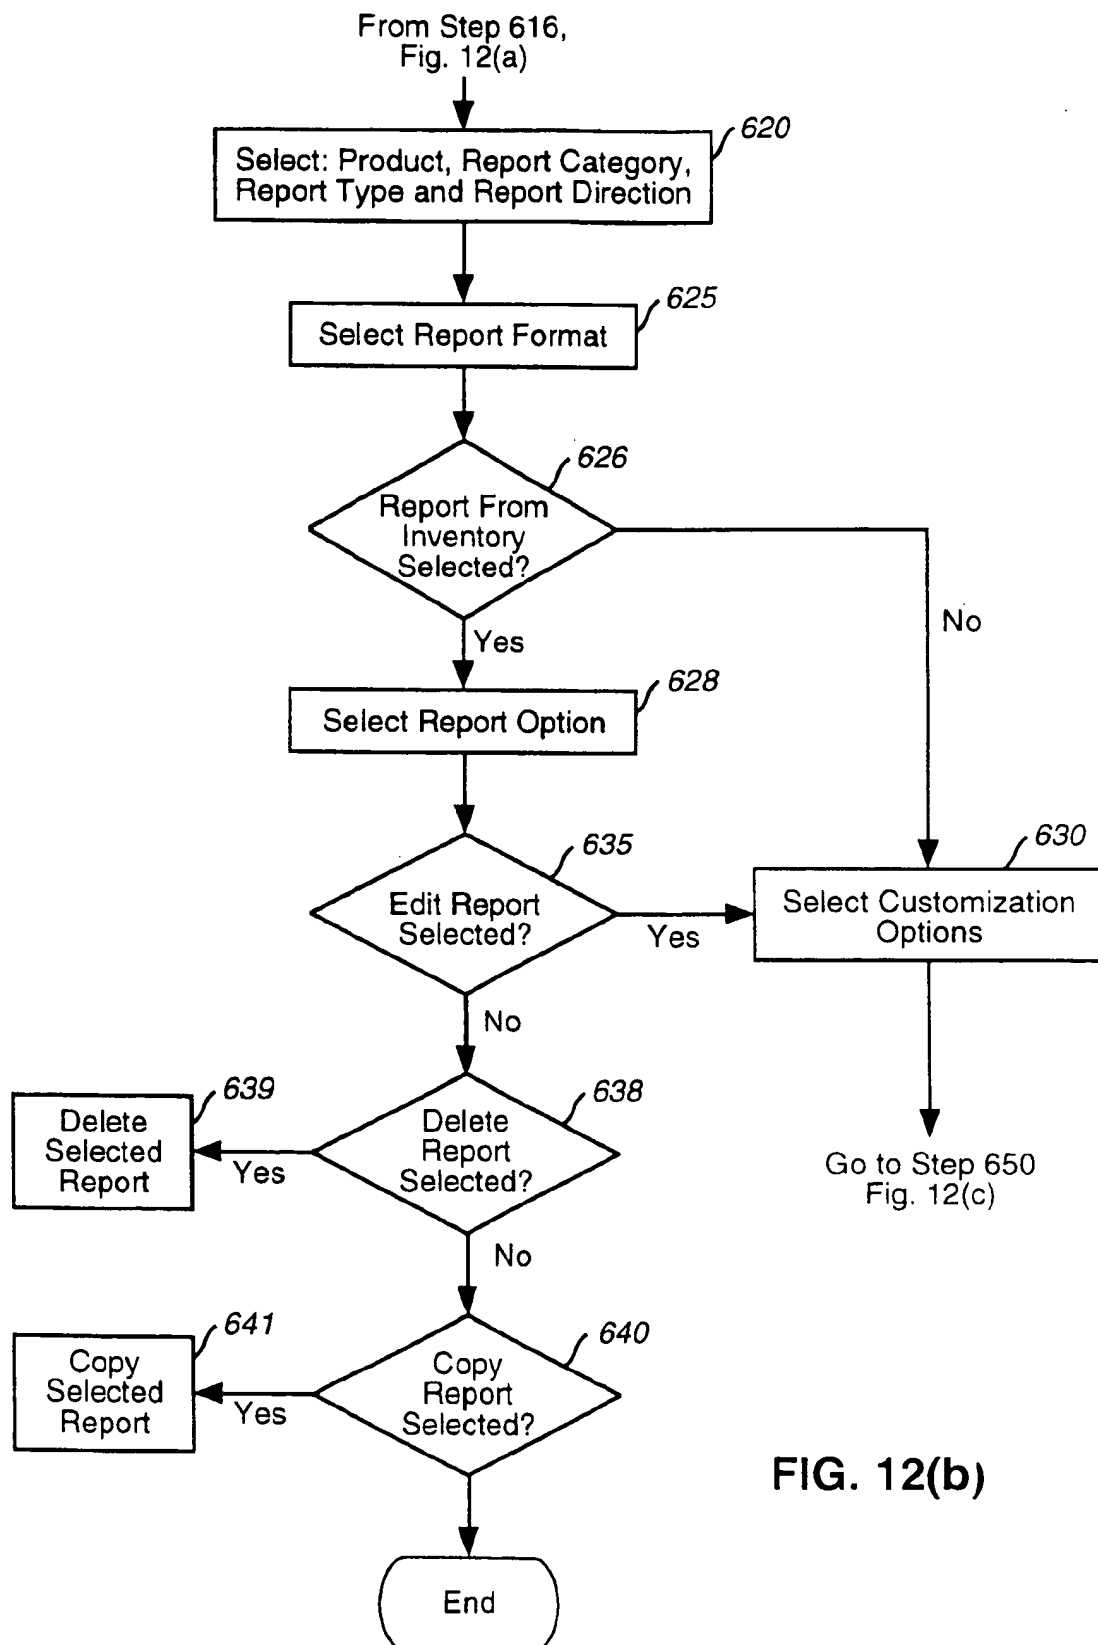 From Step 616,
Fig. 12(a)
620
Select: Product, Report Category,
Report Type and Report Direction
625
Select Report Format
626
Report From
Inventory
Selected?
No
Yes
628
Select Report Option
635
Edit Report
Selected?
Yes
630
Select Customization
Options
No
639
Delete
Selected
Report
Yes
638
Delete
Report
Selected?
Go to Step 650
Fig. 12(c)
No
641
Copy
Selected
Report
Yes
640
Copy
Report
Selected?
FIG. 12(b)
End